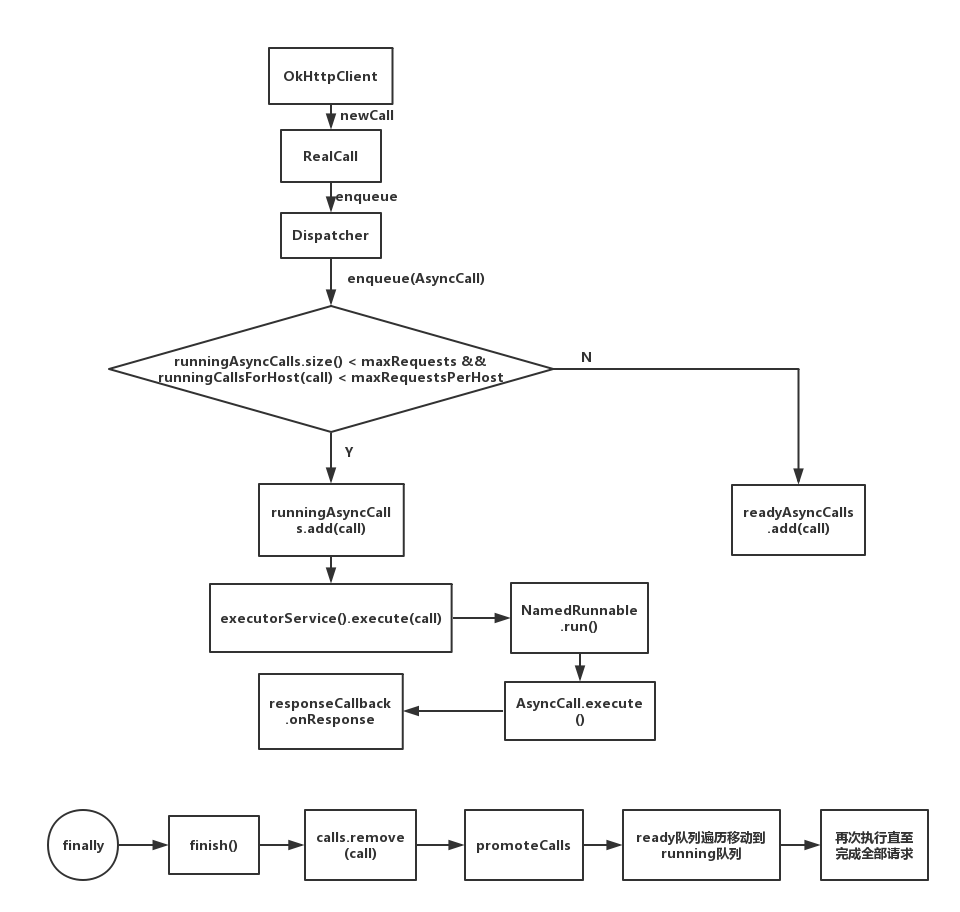 OkHttpClient
newCall
RealCall
enqueue
Dispatcher
enqueue(AsyncCall)
runningAsyncCalls.size() < maxRequests &&
runningCallsForHost(call) < maxRequestsPerHost
N
Y
runningAsyncCall
s.add(call)
readyAsyncCalls
.add(call)
executorService().execute(call)
NamedRunnable
.run()
AsyncCall.execute
()
responseCallback
.onResponse
finally
finish()
calls.remove
(call)
promoteCalls
ready队列遍历移动到
running队列
再次执行直至
完成全部请求